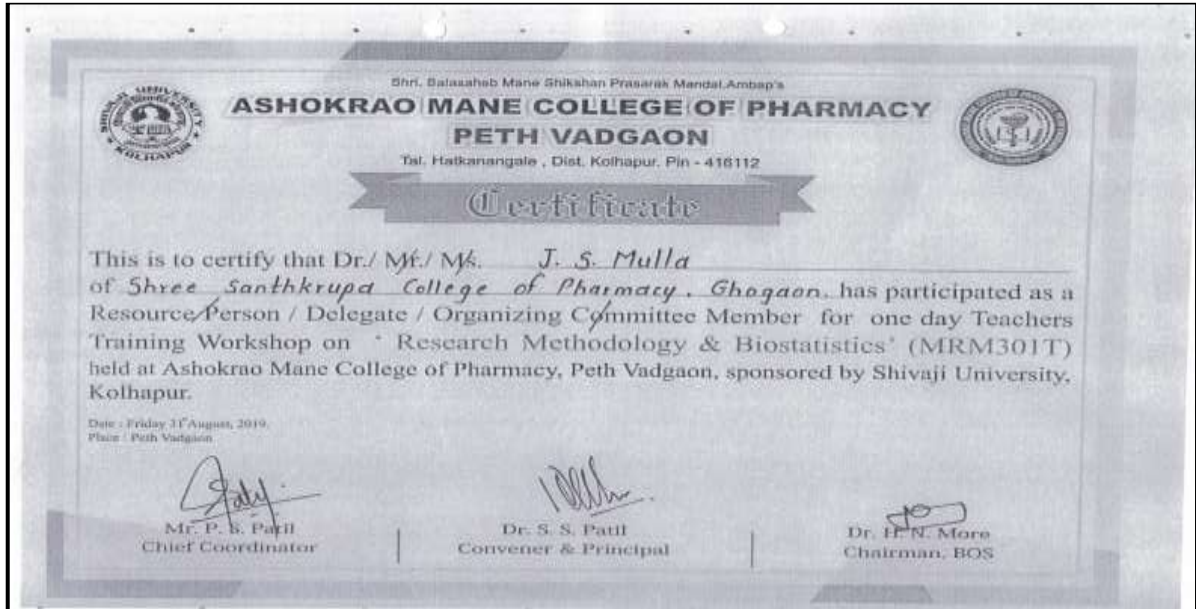 Shri. Balasaheb Mane Shikshan Prasarak Mandal,Ambap's
ASHOKRAO MANE COLLEGE OF PHARMACY
PETH VADGAON
Tal. Hatkanangale , Dist. Kolhapur. Pin - 416112
SHIVAJI UNIVERSITY
KOLHAPUR
Certificate
This is to certify that Dr./ Mr./ Ms. J. S. Mulla
of Shree Santhkrupa College of Pharmacy, Ghogaon. has participated as a
Resource Person / Delegate / Organizing Committee Member for one day Teachers
Training Workshop on ' Research Methodology & Biostatistics' (MRM301T)
held at Ashokrao Mane College of Pharmacy, Peth Vadgaon, sponsored by Shivaji University,
Kolhapur.
Date : Friday 31st August, 2019.
Place : Peth Vadgaon
Mr. P. S. Patil
Chief Coordinator
Dr. S. S. Patil
Convener & Principal
Dr. H. N. More
Chairman, BOS